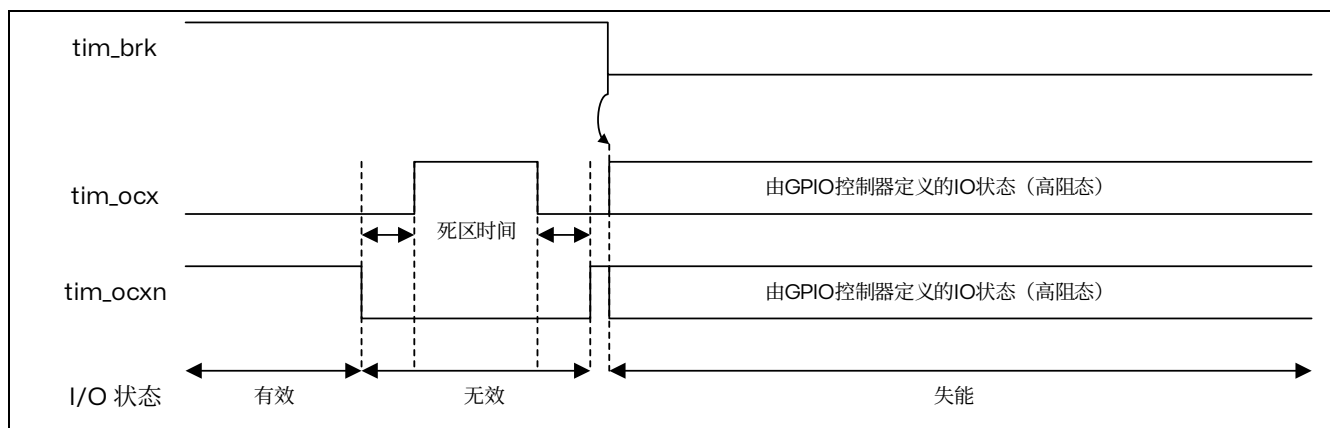 tim_brk
tim_ocx
由GPIO控制器定义的IO状态（高阻态）
死区时间
tim_ocxn
由GPIO控制器定义的IO状态（高阻态）
I/O 状态
有效
无效
失能